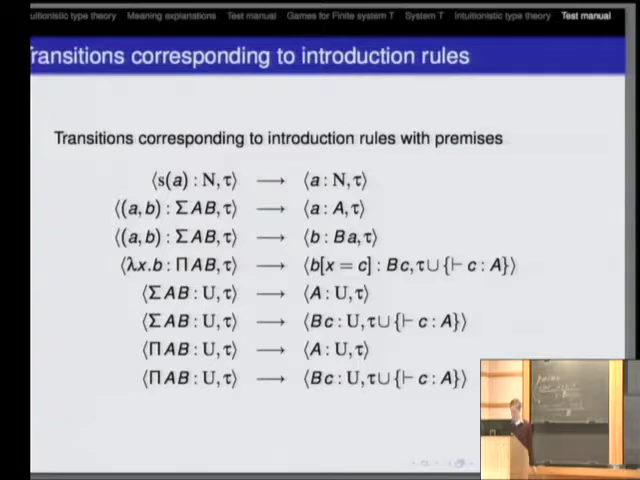 Intuitionistic type theory Meaning explanations Test manual Games for Finite system T System T Intuitionistic type theory Test manual
Transitions corresponding to introduction rules
Transitions corresponding to introduction rules with premises
⟨s(a) : N, τ⟩ ⟶ ⟨a : N, τ⟩
⟨(a, b) : ΣAB, τ⟩ ⟶ ⟨a : A, τ⟩
⟨(a, b) : ΣAB, τ⟩ ⟶ ⟨b : Ba, τ⟩
⟨λx.b : ΠAB, τ⟩ ⟶ ⟨b[x = c] : Bc, τ ∪ {⊢ c : A}⟩
⟨ΣAB : U, τ⟩ ⟶ ⟨A : U, τ⟩
⟨ΣAB : U, τ⟩ ⟶ ⟨Bc : U, τ ∪ {⊢ c : A}⟩
⟨ΠAB : U, τ⟩ ⟶ ⟨A : U, τ⟩
⟨ΠAB : U, τ⟩ ⟶ ⟨Bc : U, τ ∪ {⊢ c : A}⟩